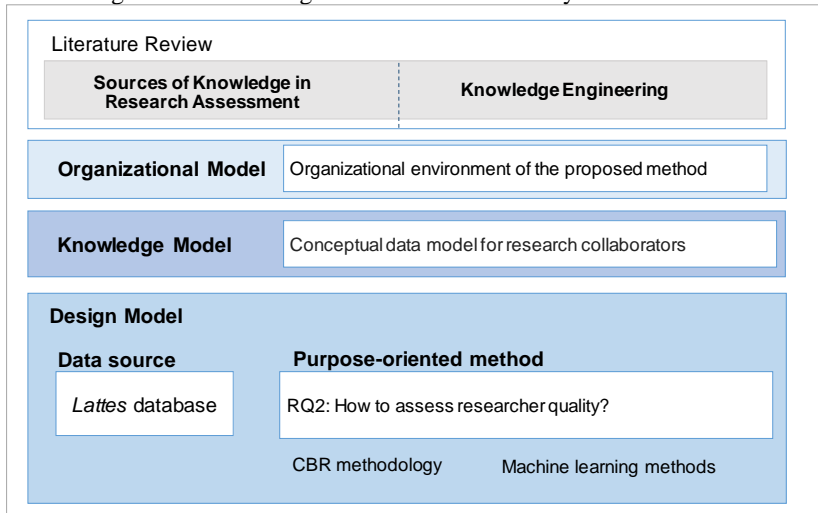 Literature Review
Sources of Knowledge in
Research Assessment
Knowledge Engineering
Organizational Model
Organizational environment of the proposed method
Knowledge Model
Conceptual data model for research collaborators
Design Model
Data source
Purpose-oriented method
Lattes database
RQ2: How to assess researcher quality?
CBR methodology
Machine learning methods